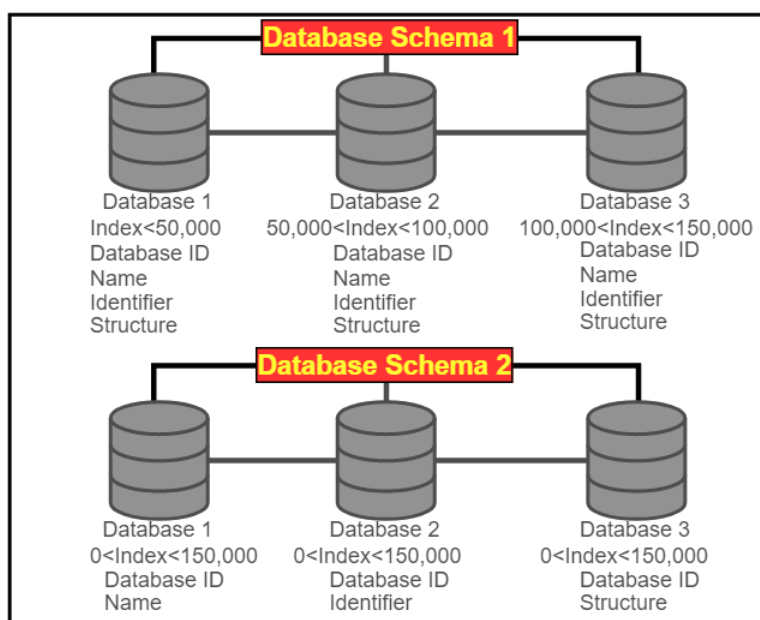 Database Schema 1
Database 1
Index<50,000
Database ID
Name
Identifier
Structure
Database 2
50,000<Index<100,000
Database ID
Name
Identifier
Structure
Database 3
100,000<Index<150,000
Database ID
Name
Identifier
Structure
Database Schema 2
Database 1
0<Index<150,000
Database ID
Name
Database 2
0<Index<150,000
Database ID
Identifier
Database 3
0<Index<150,000
Database ID
Structure